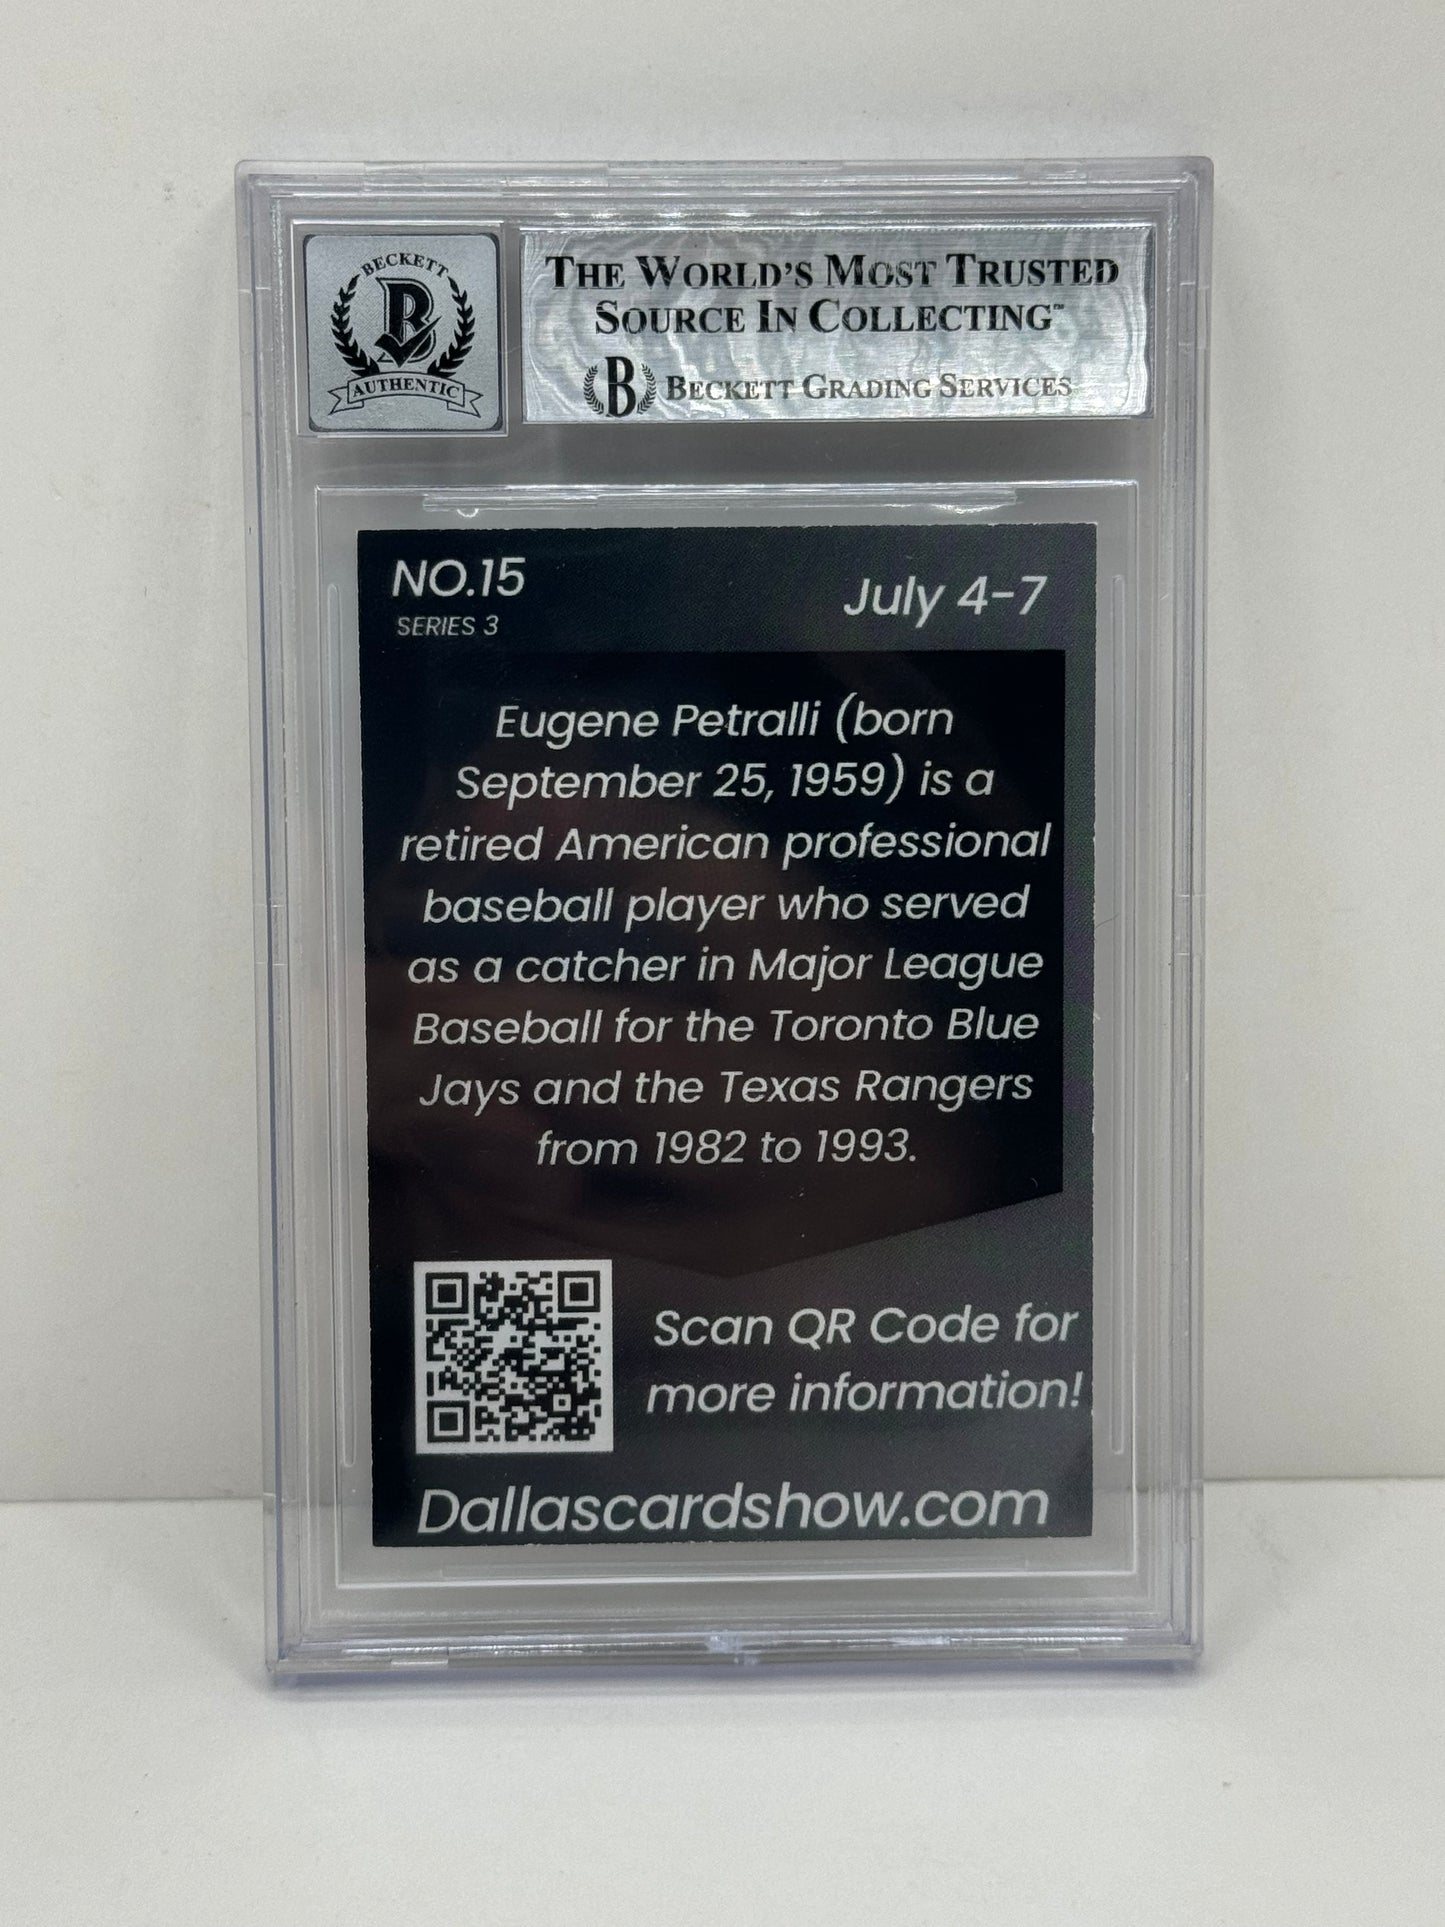 BECKETT
B
AUTHENTIC
THE WORLD'S MOST TRUSTED
SOURCE IN COLLECTING™
B BECKETT GRADING SERVICES
NO.15
SERIES 3
July 4-7
Eugene Petralli (born
September 25, 1959) is a
retired American professional
baseball player who served
as a catcher in Major League
Baseball for the Toronto Blue
Jays and the Texas Rangers
from 1982 to 1993.
Scan QR Code for
more information!
Dallascardshow.com